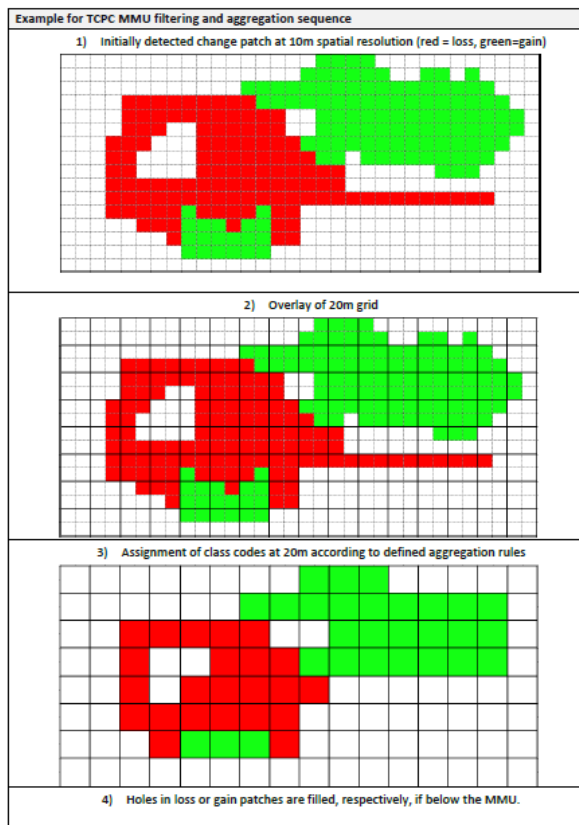 Example for TCPC MMU filtering and aggregation sequence
1) Initially detected change patch at 10m spatial resolution (red = loss, green=gain)
2) Overlay of 20m grid
3) Assignment of class codes at 20m according to defined aggregation rules
4) Holes in loss or gain patches are filled, respectively, if below the MMU.